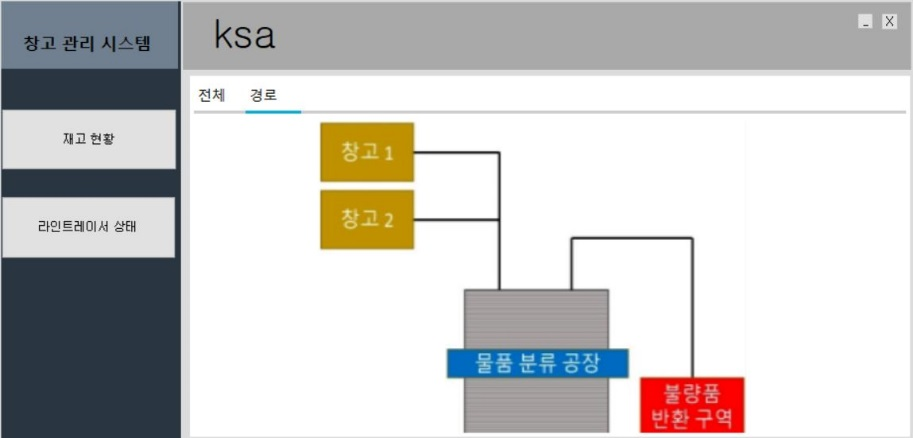 창고 관리 시스템
ksa
_ X
전체 경로
재고 현황
라인트레이서 상태
창고 1
창고 2
물품 분류 공장
불량품
반환 구역